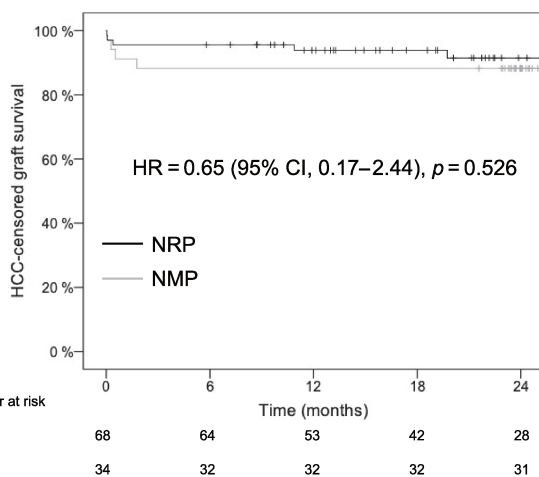 100 %
80 %
60 %
40 %
20 %
0 %
HCC-censored graft survival
HR = 0.65 (95% CI, 0.17–2.44), p = 0.526
NRP
NMP
0 6 12 18 24
Time (months)
r at risk
68 64 53 42 28
34 32 32 32 31